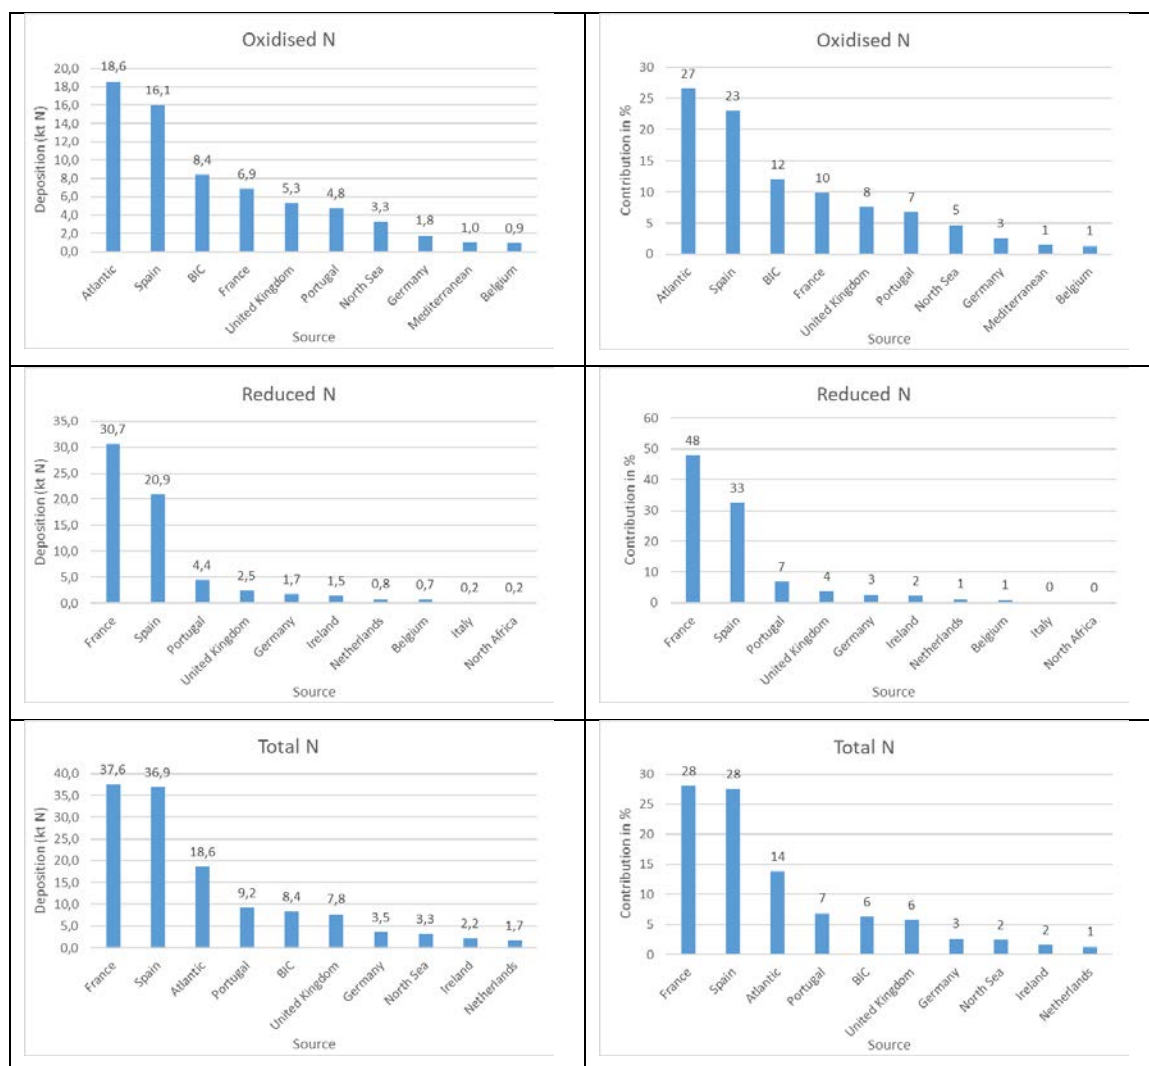 Oxidised N
Deposition (kt N)
20,0
18,0
16,0
14,0
12,0
10,0
8,0
6,0
4,0
2,0
0,0
18,6
16,1
8,4
6,9
5,3
4,8
3,3
1,8
1,0
0,9
Atlantic
Spain
BIC
France
United Kingdom
Portugal
North Sea
Germany
Mediterranean
Belgium
Source
Oxidised N
Contribution in %
30
25
20
15
10
5
0
27
23
12
10
8
7
5
3
1
1
Atlantic
Spain
BIC
France
United Kingdom
Portugal
North Sea
Germany
Mediterranean
Belgium
Source
Reduced N
Deposition (kt N)
35,0
30,0
25,0
20,0
15,0
10,0
5,0
0,0
30,7
20,9
4,4
2,5
1,7
1,5
0,8
0,7
0,2
0,2
France
Spain
Portugal
United Kingdom
Germany
Ireland
Netherlands
Belgium
Italy
North Africa
Source
Reduced N
Contribution in %
60
50
40
30
20
10
0
48
33
7
4
3
2
1
1
0
0
France
Spain
Portugal
United Kingdom
Germany
Ireland
Netherlands
Belgium
Italy
North Africa
Source
Total N
Deposition (kt N)
40,0
35,0
30,0
25,0
20,0
15,0
10,0
5,0
0,0
37,6
36,9
18,6
9,2
8,4
7,8
3,5
3,3
2,2
1,7
France
Spain
Atlantic
Portugal
BIC
United Kingdom
Germany
North Sea
Ireland
Netherlands
Source
Total N
Contribution in %
30
25
20
15
10
5
0
28
28
14
7
6
6
3
2
2
1
France
Spain
Atlantic
Portugal
BIC
United Kingdom
Germany
North Sea
Ireland
Netherlands
Source